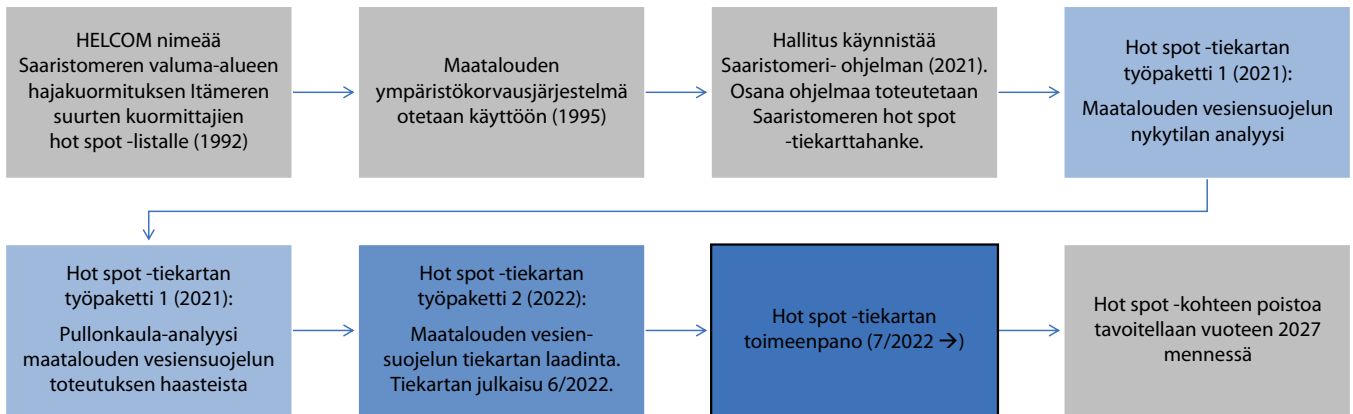 HELCOM nimeää
Saaristomeren valuma-alueen
hajakuormituksen Itämeren
suurten kuormittajien
hot spot -listalle (1992)
Maatalouden
ympäristökorvausjärjestelmä
otetaan käyttöön (1995)
Hallitus käynnistää
Saaristomeri- ohjelman (2021).
Osana ohjelmaa toteutetaan
Saaristomeren hot spot
-tiekarttahanke.
Hot spot -tiekartan
työpaketti 1 (2021):
Maatalouden vesiensuojelun
nykytilan analyysi
Hot spot -tiekartan
työpaketti 1 (2021):
Pullonkaula-analyysi
maatalouden vesiensuojelun
toteutuksen haasteista
Hot spot -tiekartan
työpaketti 2 (2022):
Maatalouden vesien-
suojelun tiekartan laadinta.
Tiekartan julkaisu 6/2022.
Hot spot -tiekartan
toimeenpano (7/2022 →)
Hot spot -kohteen poistoa
tavoitellaan vuoteen 2027
mennessä